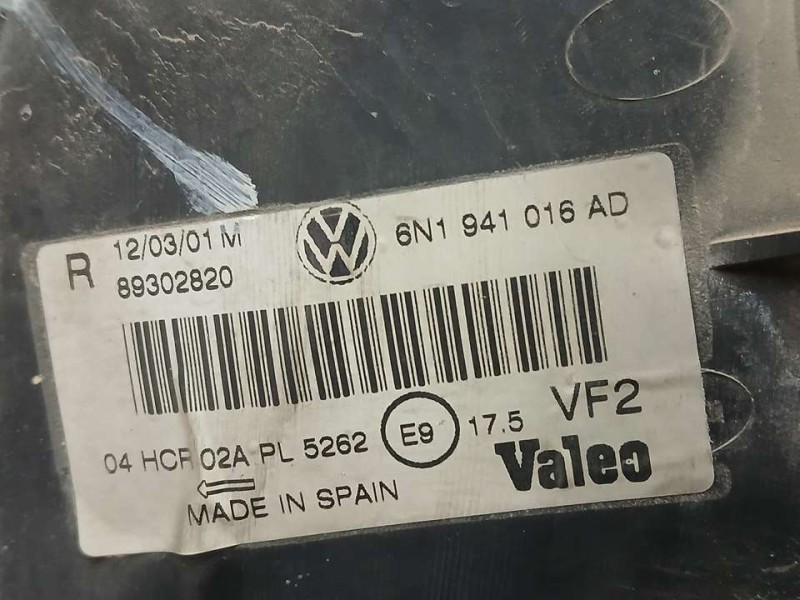 R 12/03/01 M
89302820
VW
6N1 941 016 AD
04 HCR 02A PL 5262 E9 17.5 VF2
Valeo
MADE IN SPAIN